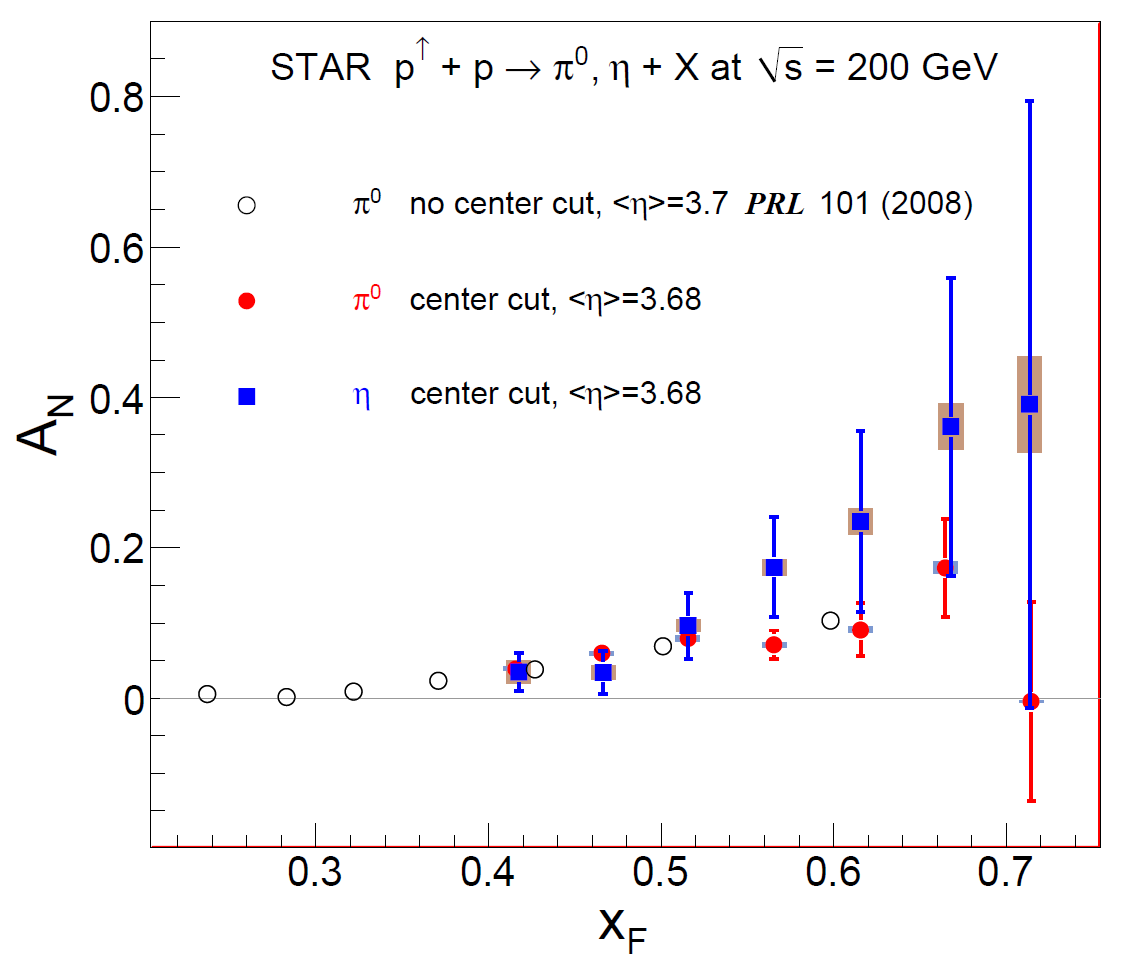 STAR p↑ + p → π⁰, η + X at √s = 200 GeV
π⁰ no center cut, <η>=3.7 PRL 101 (2008)
π⁰ center cut, <η>=3.68
η center cut, <η>=3.68
A_N
0.8
0.6
0.4
0.2
0
0.3 0.4 0.5 0.6 0.7
x_F